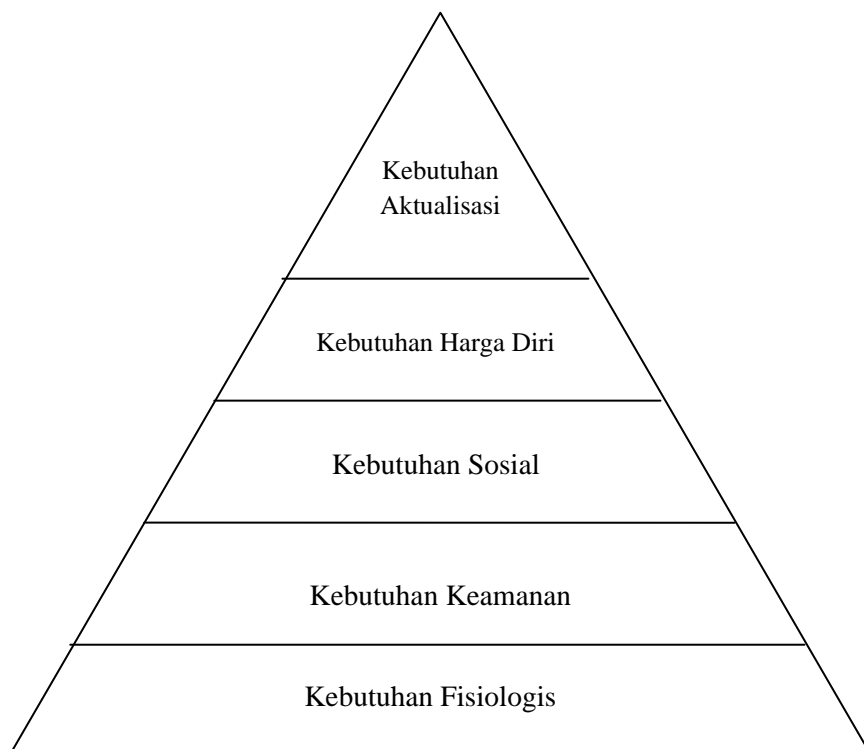 Kebutuhan
Aktualisasi
Kebutuhan Harga Diri
Kebutuhan Sosial
Kebutuhan Keamanan
Kebutuhan Fisiologis